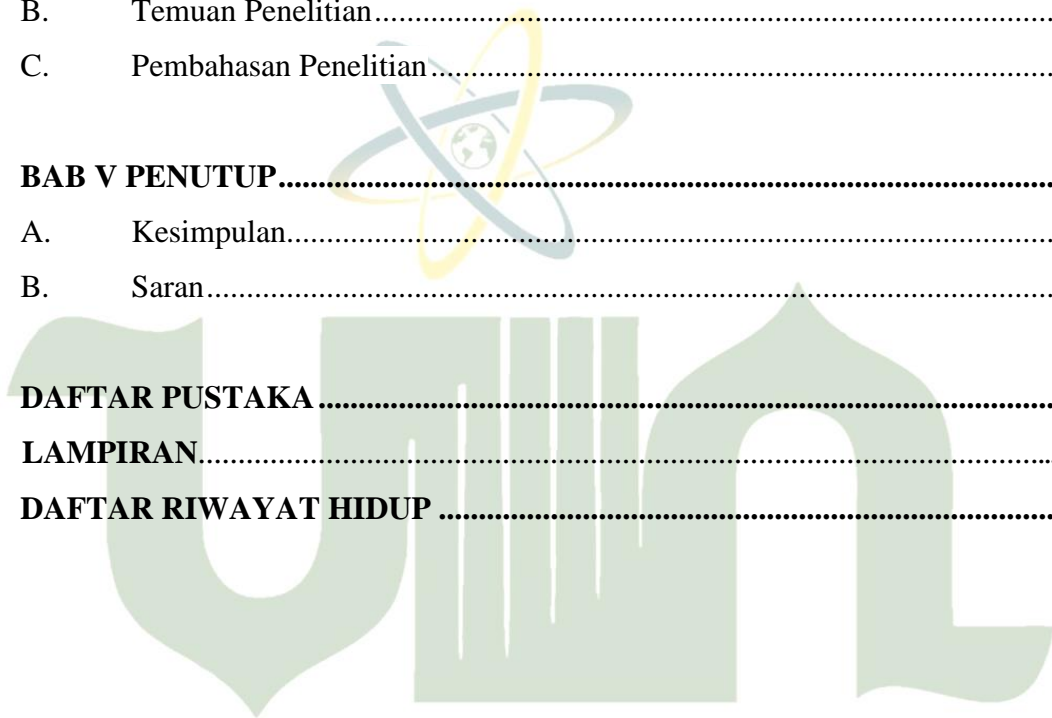 B. Temuan Penelitian....................................................................................
C. Pembahasan Penelitian.............................................................................
BAB V PENUTUP................................................................................................
A. Kesimpulan...............................................................................................
B. Saran.........................................................................................................
DAFTAR PUSTAKA...........................................................................................
LAMPIRAN..........................................................................................................
DAFTAR RIWAYAT HIDUP.............................................................................